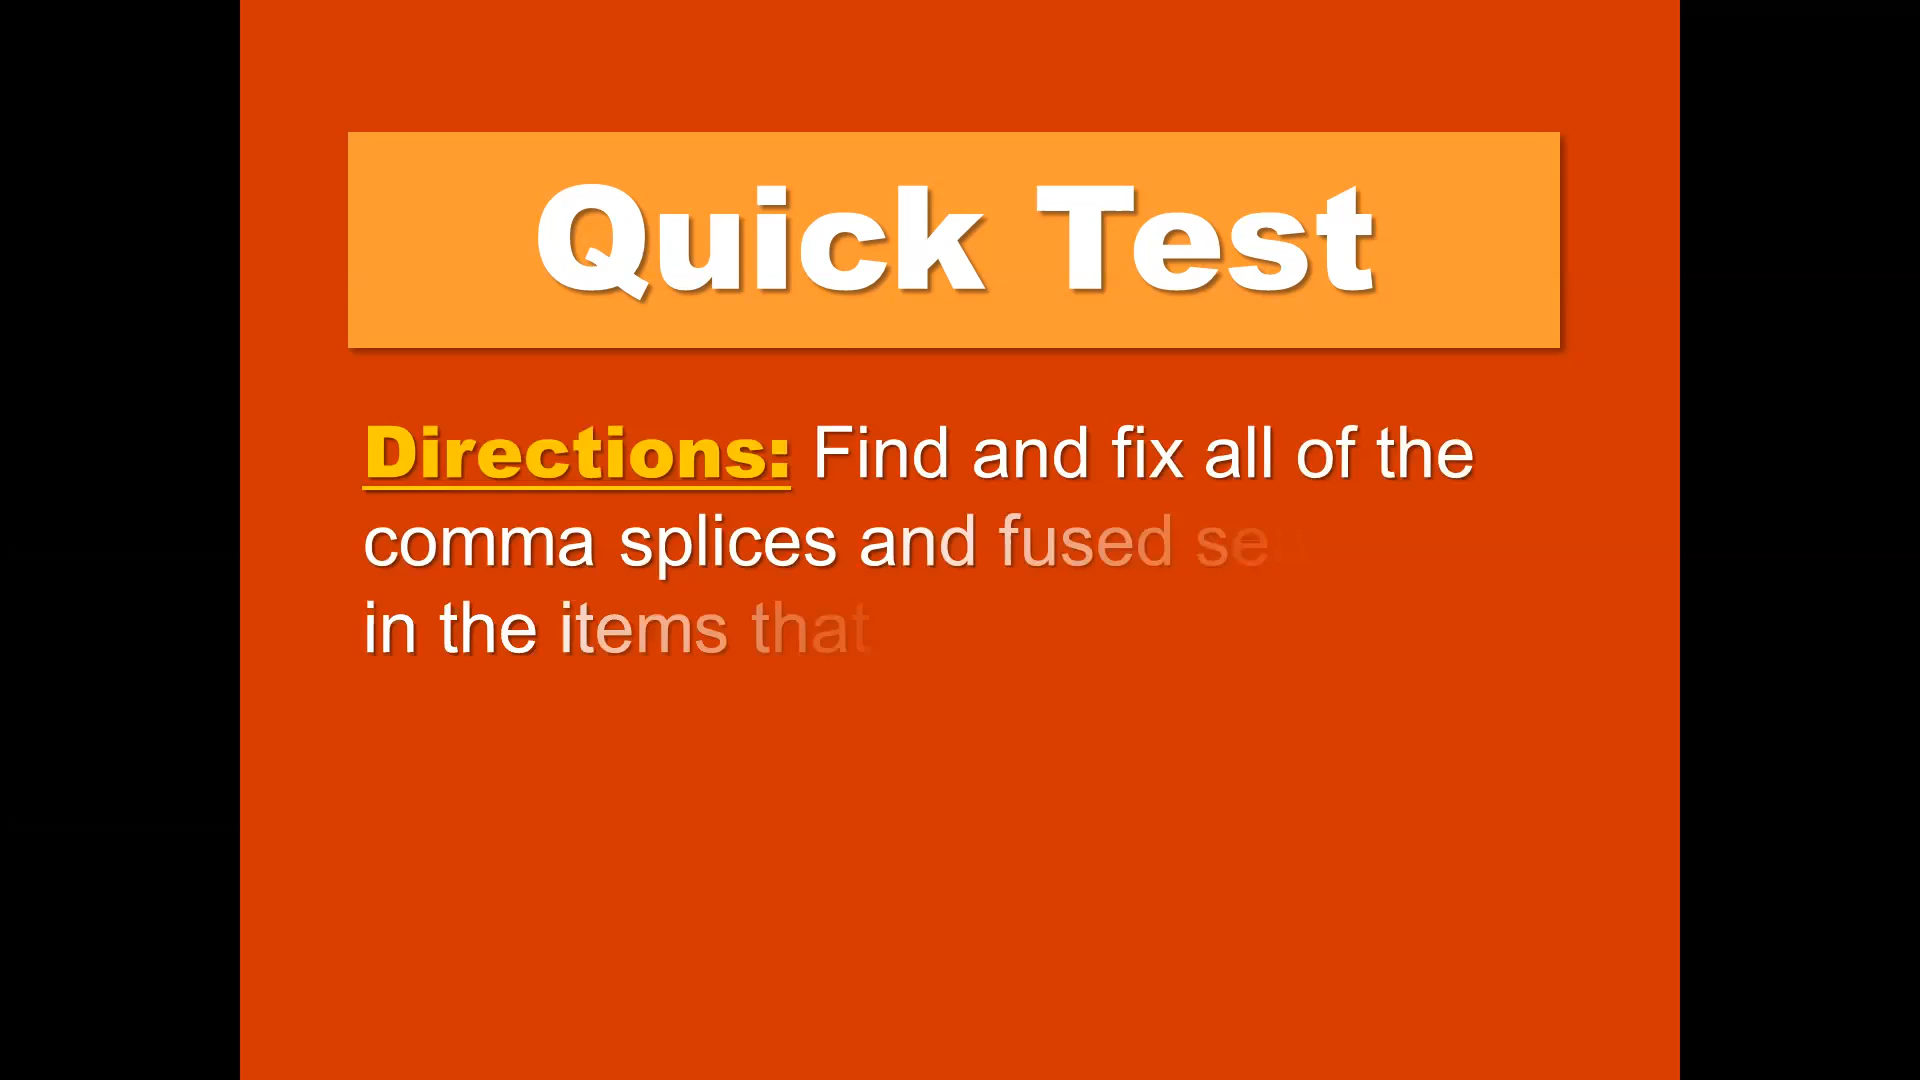 Quick Test
Directions: Find and fix all of the
comma splices and fused
in the items that